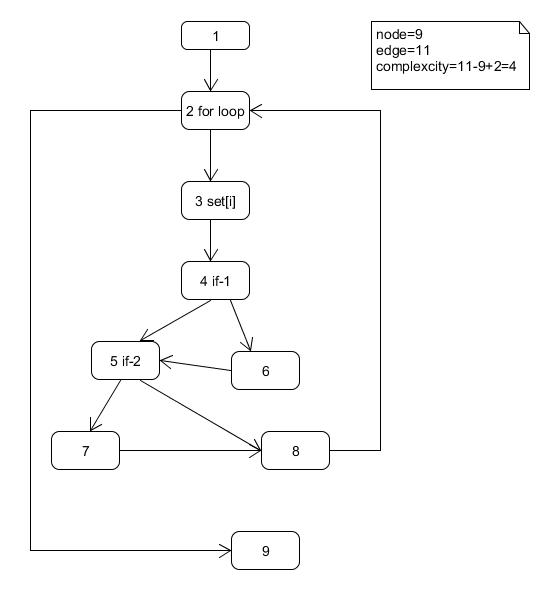 1
node=9
edge=11
complexcity=11-9+2=4
2 for loop
3 set[i]
4 if-1
5 if-2
6
7
8
9